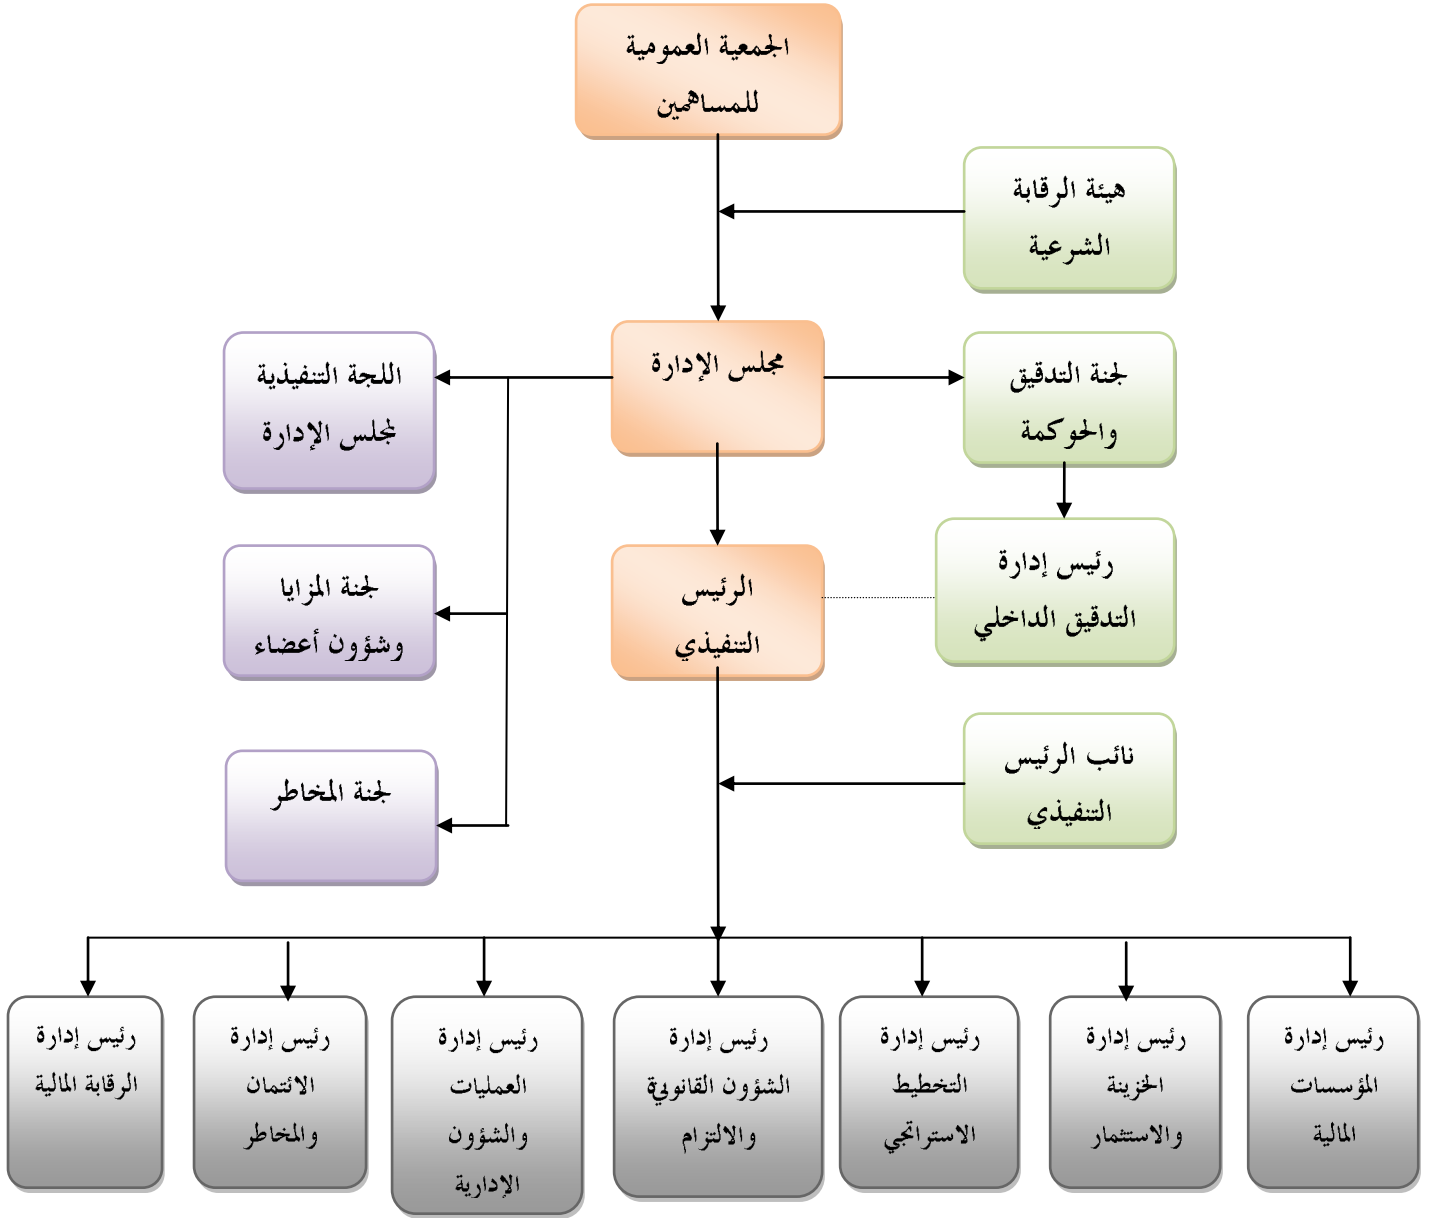 الجمعية العمومية
للمساهمين
هيئة الرقابة
الشرعية
مجلس الإدارة
لجنة التدقيق
والحوكمة
اللجة التنفيذية
لمجلس الإدارة
رئيس إدارة
التدقيق الداخلي
الرئيس
التنفيذي
لجنة المزايا
وشؤون أعضاء
نائب الرئيس
التنفيذي
لجنة المخاطر
رئيس إدارة
المؤسسات
المالية
رئيس إدارة
الخزينة
والاستثمار
رئيس إدارة
التخطيط
الاستراتجي
رئيس إدارة
الشؤون القانونية
والالتزام
رئيس إدارة
العمليات
والشؤون
الإدارية
رئيس إدارة
الائتمان
والمخاطر
رئيس إدارة
الرقابة المالية